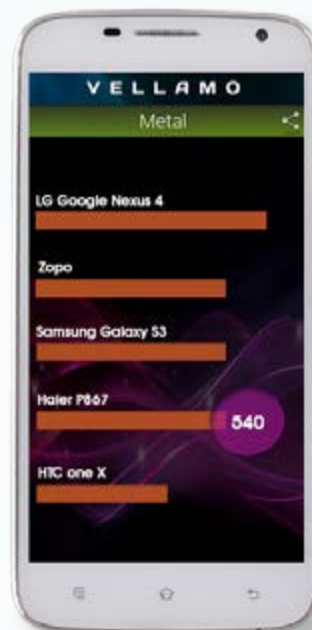 VELLAMO
Metal
LG Google Nexus 4
Zopo
Samsung Galaxy S3
Haier P867
540
HTC one X